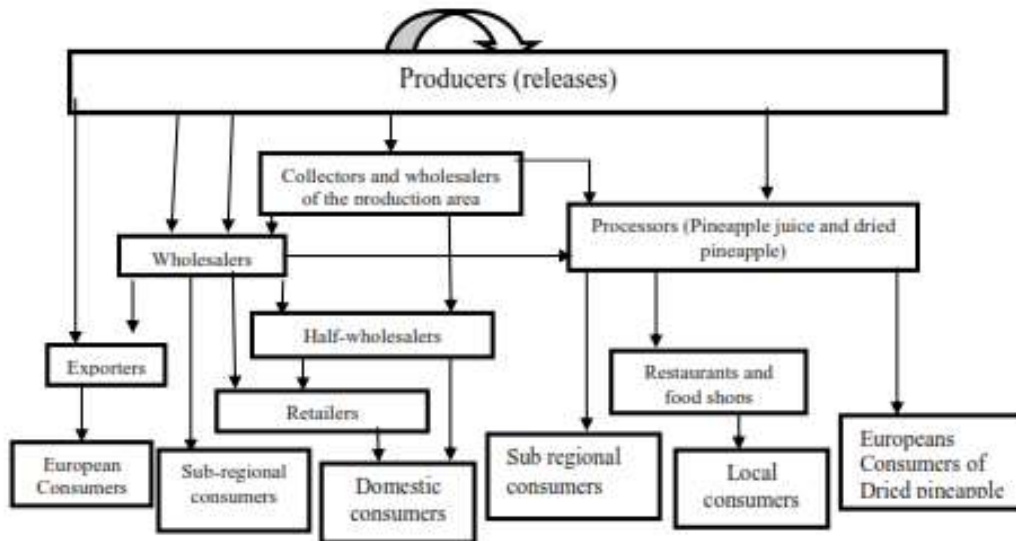 Producers (releases)
Collectors and wholesalers
of the production area
Processors (Pineapple juice and dried
pineapple)
Wholesalers
Half-wholesalers
Exporters
Restaurants and
food shops
Retailers
European
Consumers
Sub-regional
consumers
Domestic
consumers
Sub regional
consumers
Local
consumers
Europeans
Consumers of
Dried pineapple